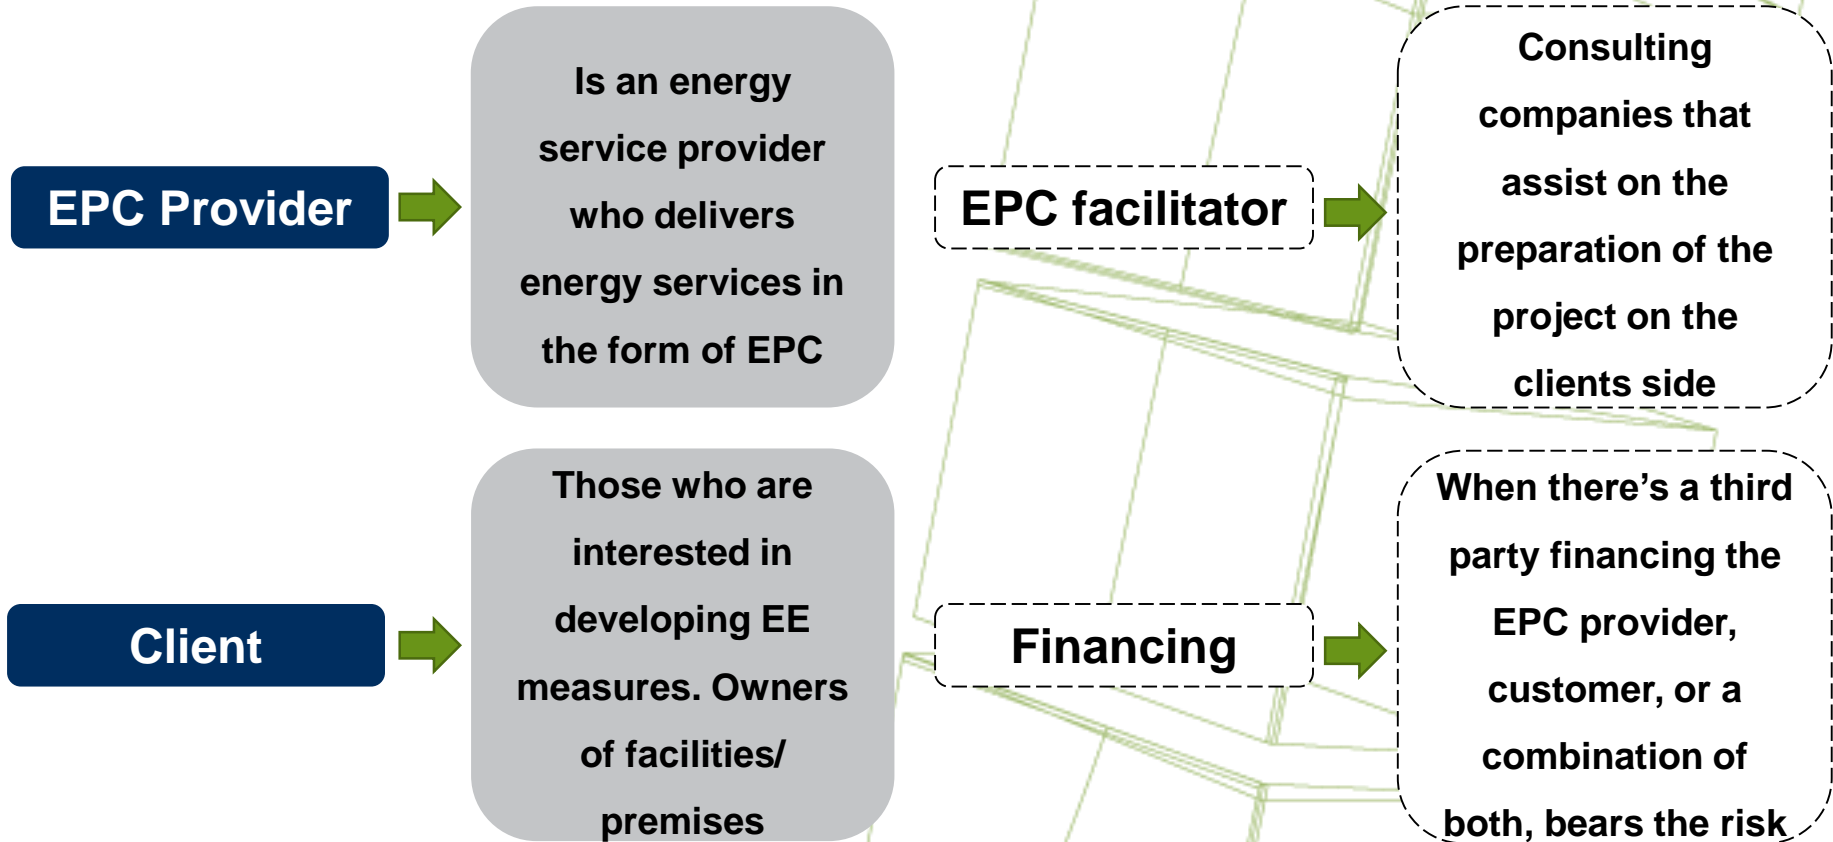 EPC Provider
Is an energy
service provider
who delivers
energy services in
the form of EPC
EPC facilitator
Consulting
companies that
assist on the
preparation of the
project on the
clients side
Client
Those who are
interested in
developing EE
measures. Owners
of facilities/
premises
Financing
When there’s a third
party financing the
EPC provider,
customer, or a
combination of
both, bears the risk